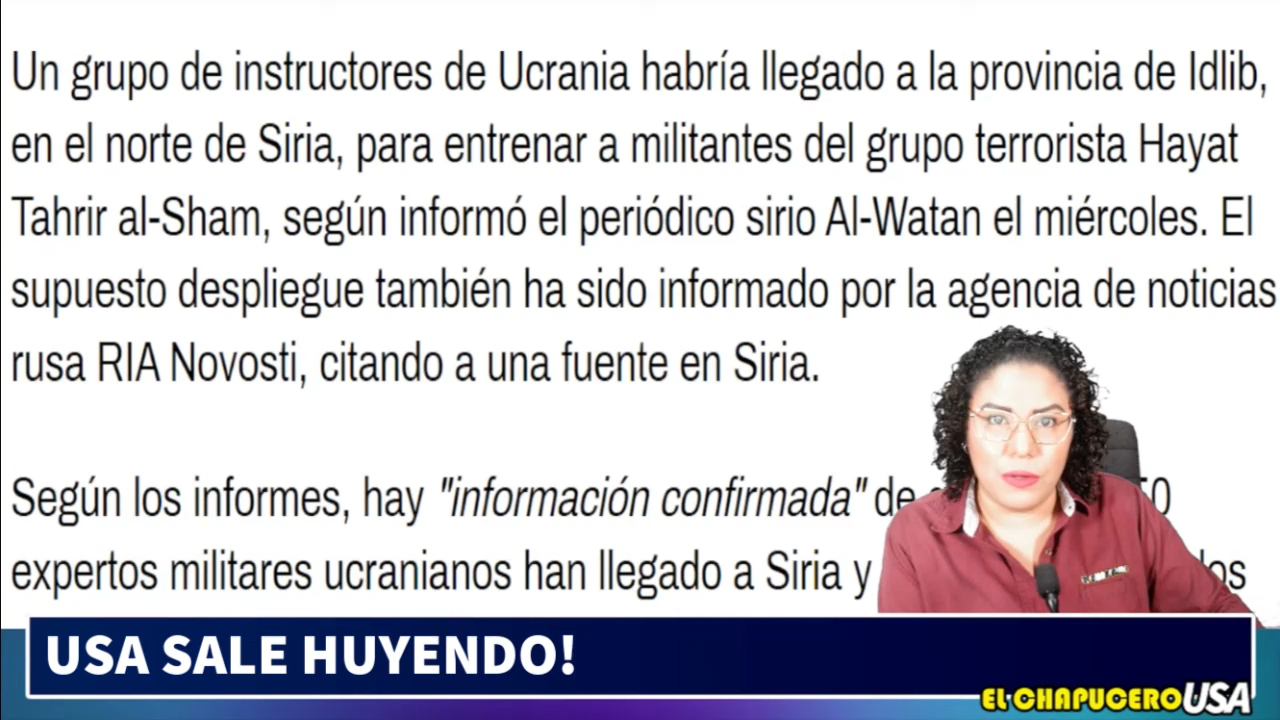 Un grupo de instructores de Ucrania habría llegado a la provincia de Idlib,
en el norte de Siria, para entrenar a militantes del grupo terrorista Hayat
Tahrir al-Sham, según informó el periódico sirio Al-Watan el miércoles. El
supuesto despliegue también ha sido informado por la agencia de noticias
rusa RIA Novosti, citando a una fuente en Siria.
Según los informes, hay "información confirmada" de
expertos militares ucranianos han llegado a Siria y
USA SALE HUYENDO!
EL CHAPUCERO USA